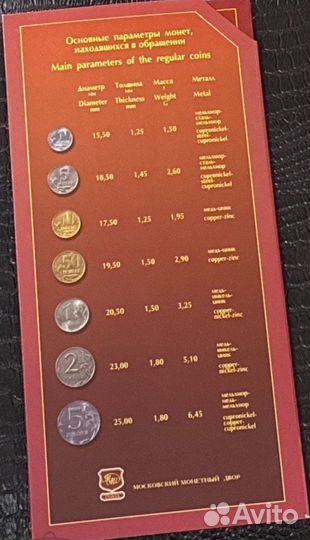 Основные параметры монет,
находящихся в обращении
Main parameters of the regular coins
Диаметр Толщина Масса Металл
мм мм г
Diameter Thickness Weight Metal
mm mm G
15,50 1,25 1,50 мельхиор-
сталь-
мельхиор
cupronickel-
steel-
cupronickel
5 18,50 1,45 2,60 мельхиор-
сталь-
мельхиор
cupronickel-
steel-
cupronickel
17,50 1,25 1,95 медь-цинк
copper-zinc
19,50 1,50 2,90 медь-цинк
copper-zinc
1 20,50 1,50 3,25 медь-
никель-
цинк
copper-
nickel-zinc
2 23,00 1,80 5,10 медь-
никель-
цинк
copper-
nickel-zinc
5 25,00 1,80 6,45 мельхиор-
медь-
мельхиор
cupronickel-
copper-
cupronickel
МОСКОВСКИЙ МОНЕТНЫЙ ДВОР
Avito